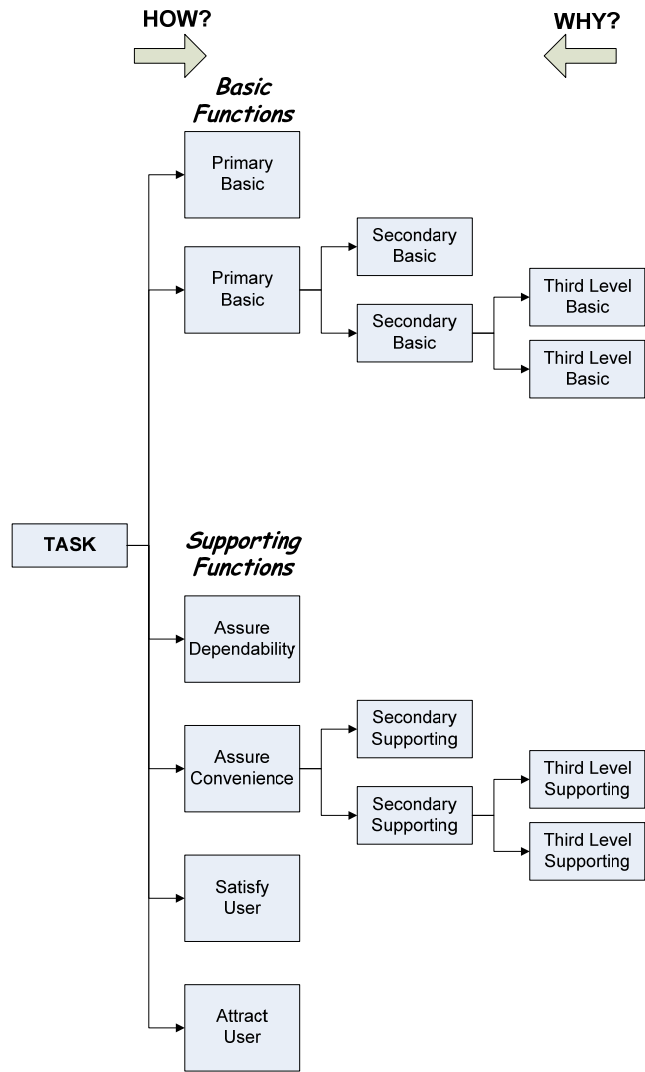 HOW?
WHY?
Basic
Functions
Primary
Basic
Primary
Basic
Secondary
Basic
Secondary
Basic
Third Level
Basic
Third Level
Basic
TASK
Supporting
Functions
Assure
Dependability
Assure
Convenience
Secondary
Supporting
Secondary
Supporting
Third Level
Supporting
Third Level
Supporting
Satisfy
User
Attract
User